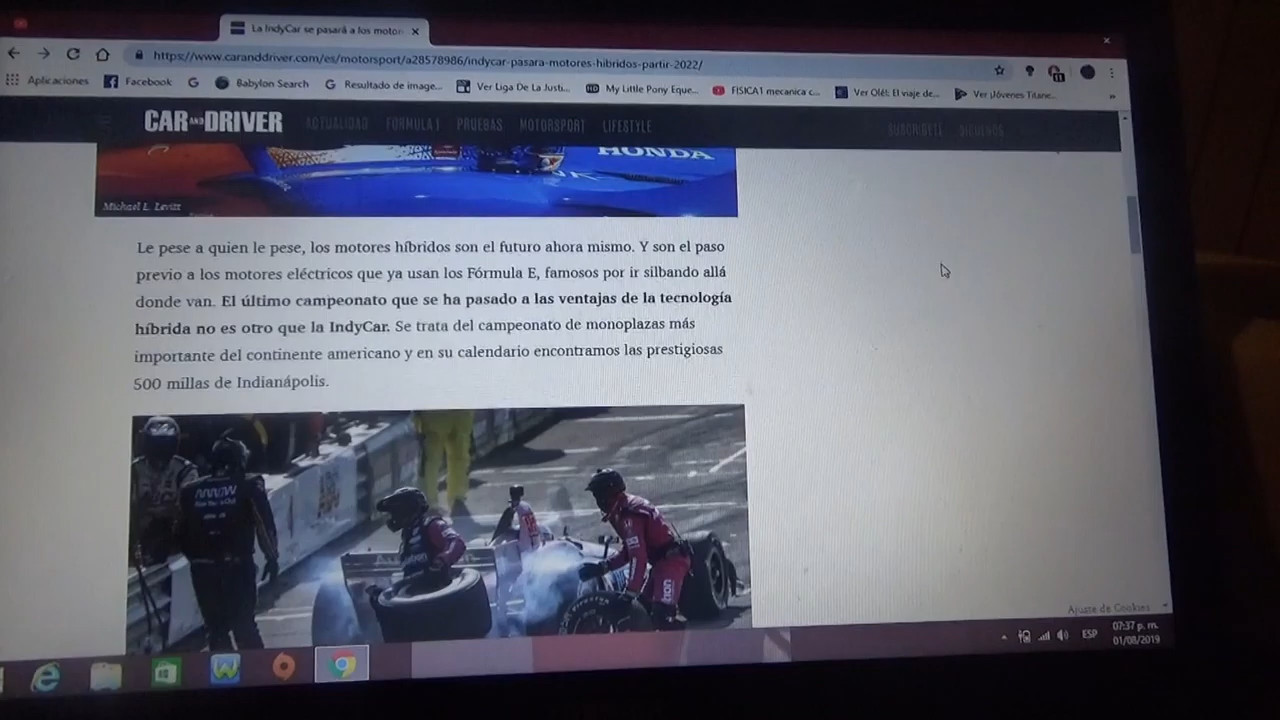 La IndyCar se pasará a los motor
https://www.caranddriver.com/es/motorsport/a28578986/indycar-pasara-motores-hibridos-partir-2022/
Aplicaciones Facebook Babylon Search Resultado de image... Ver Liga De La Justi... My Little Pony Eque... FISICA1 mecanica c... Ver Olé!: El viaje de... Ver ¡Jóvenes Titane...
CAR AND DRIVER ACTUALIDAD FÓRMULA 1 PRUEBAS MOTORSPORT LIFESTYLE SUSCRÍBETE SÍGUENOS
HONDA
Michael L. Levitt
Le pese a quien le pese, los motores híbridos son el futuro ahora mismo. Y son el paso
previo a los motores eléctricos que ya usan los Fórmula E, famosos por ir silbando allá
donde van. El último campeonato que se ha pasado a las ventajas de la tecnología
híbrida no es otro que la IndyCar. Se trata del campeonato de monoplazas más
importante del continente americano y en su calendario encontramos las prestigiosas
500 millas de Indianápolis.
ARROW
Ajuste de Cookies
ESP
07:37 p. m.
01/08/2019